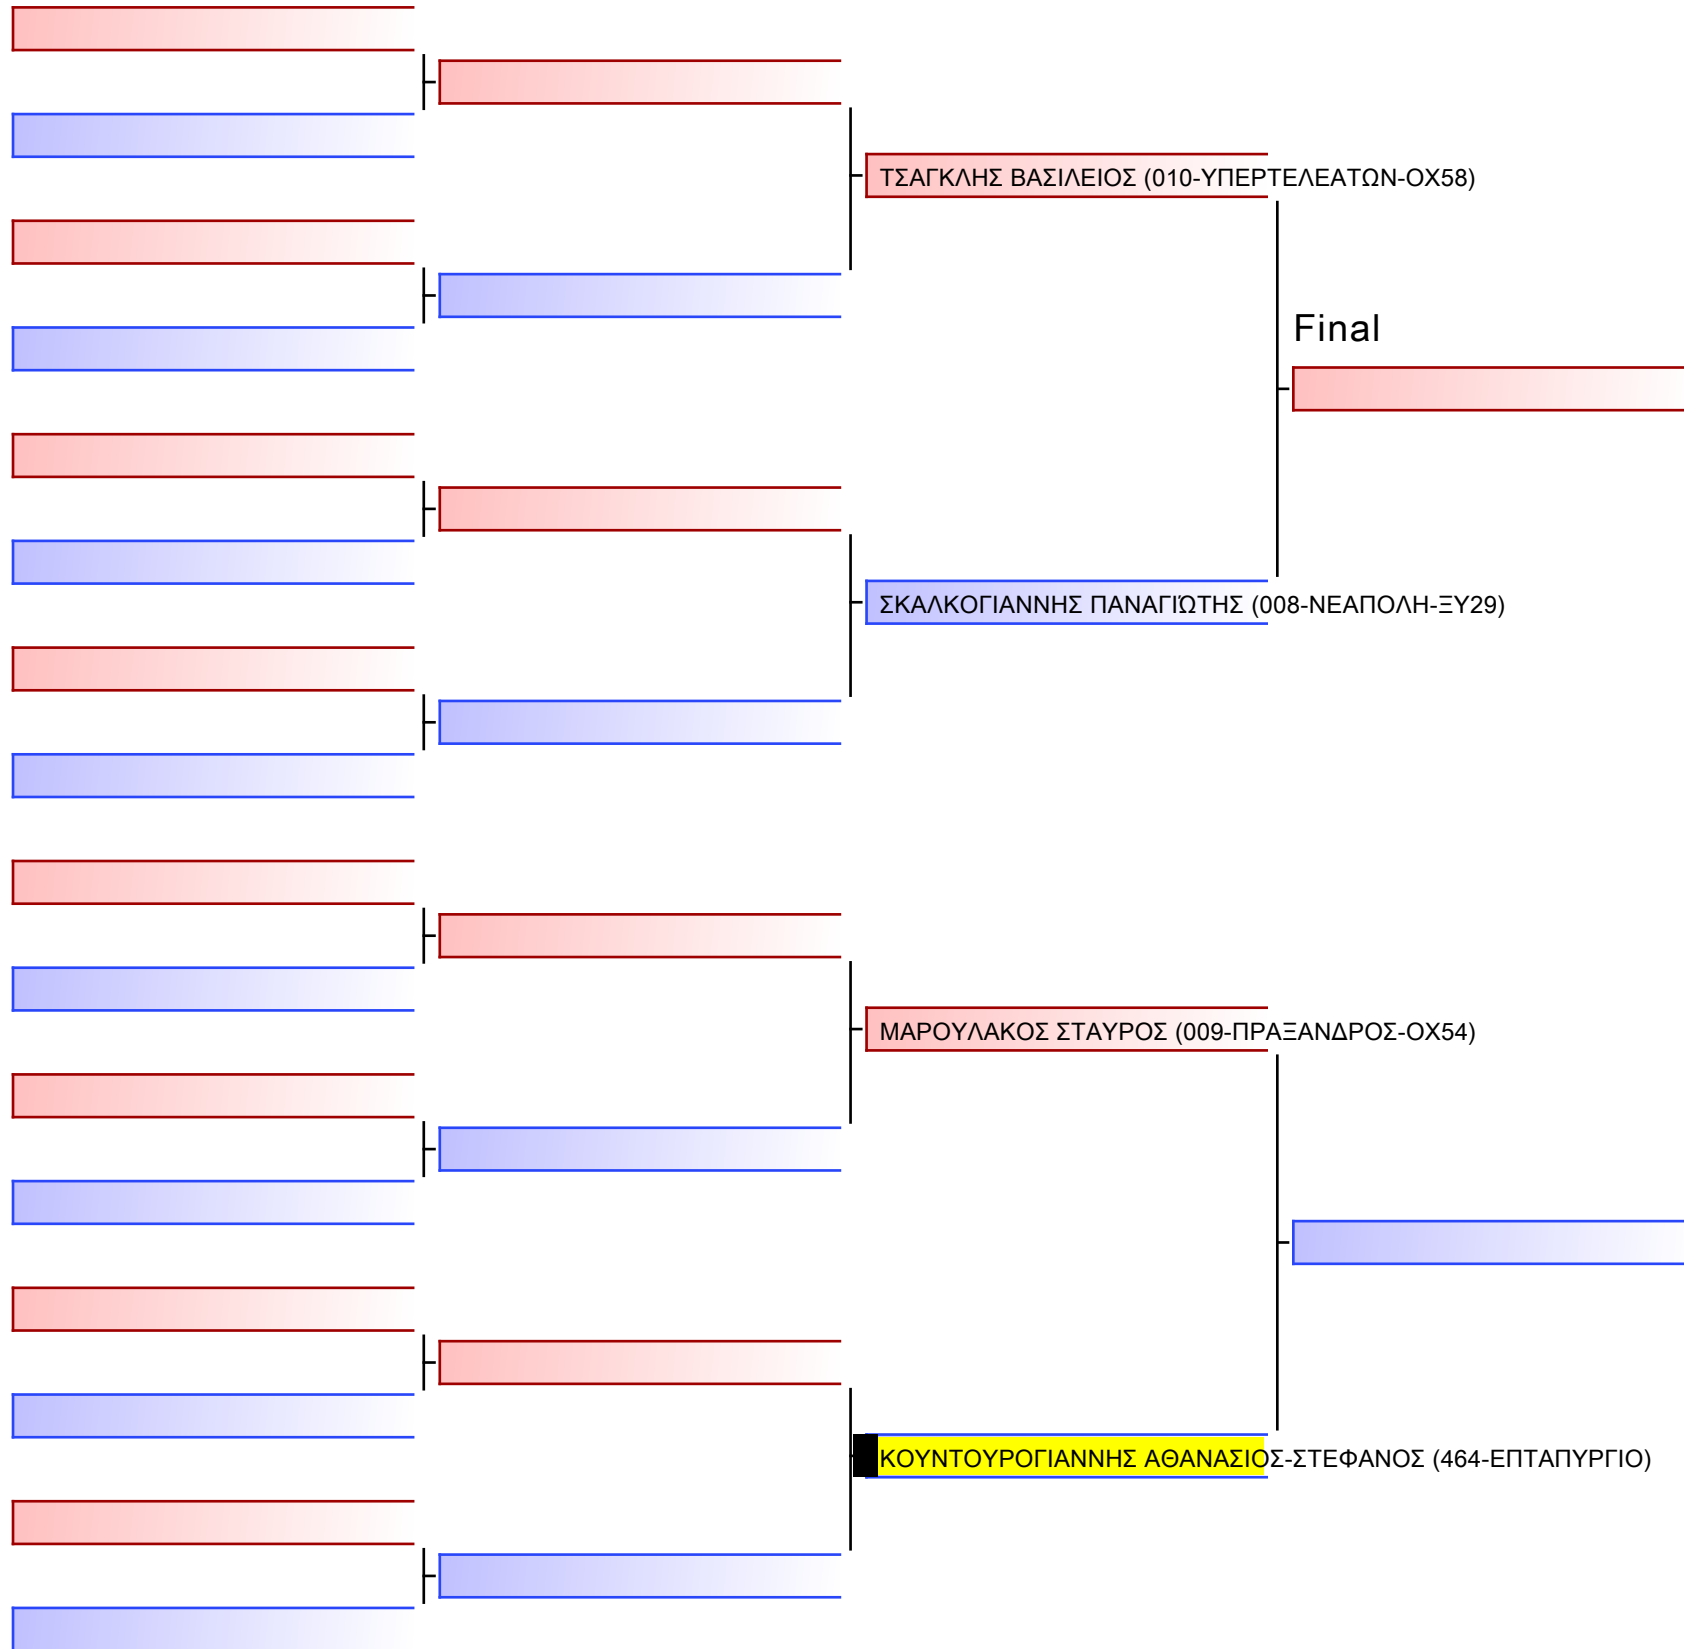 ΤΣΑΓΚΛΗΣ ΒΑΣΙΛΕΙΟΣ (010-ΥΠΕΡΤΕΛΕΑΤΩΝ-ΟΧ58)
Final
ΣΚΑΛΚΟΓΙΑΝΝΗΣ ΠΑΝΑΓΙΏΤΗΣ (008-ΝΕΑΠΟΛΗ-ΞΥ29)
ΜΑΡΟΥΛΑΚΟΣ ΣΤΑΥΡΟΣ (009-ΠΡΑΞΑΝΔΡΟΣ-ΟΧ54)
ΚΟΥΝΤΟΥΡΟΓΙΑΝΝΗΣ ΑΘΑΝΑΣΙΟΣ-ΣΤΕΦΑΝΟΣ (464-ΕΠΤΑΠΥΡΓΙΟ)